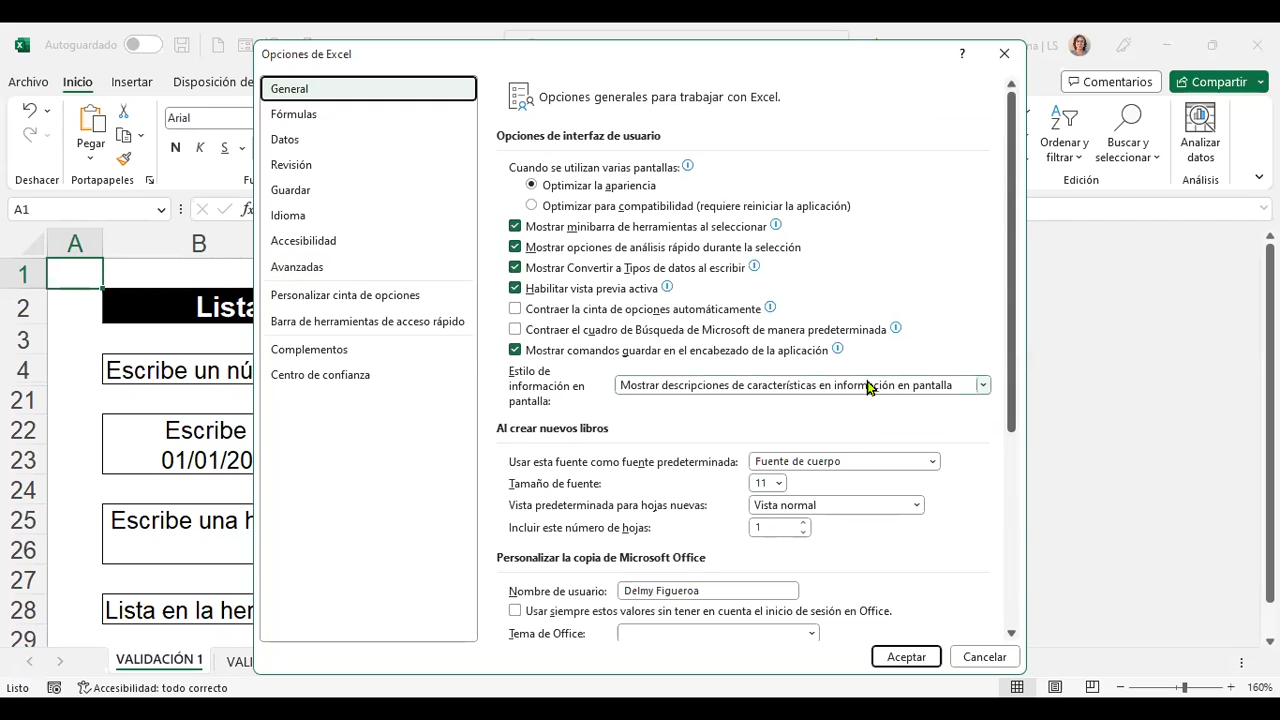 Autoguardado
Opciones de Excel
?
| LS
Archivo
Inicio
Insertar
Disposición de
Comentarios
Compartir
Pegar
Arial
N K S
Deshacer
Portapapeles
Fu
Ordenar y
filtrar
Buscar y
seleccionar
Analizar
datos
Edición
Análisis
A1
A
B
1
2
Lista
3
4
Escribe un nú
21
22
Escribe
23
01/01/20
24
25
Escribe una h
26
27
28
Lista en la her
29
General
Fórmulas
Datos
Revisión
Guardar
Idioma
Accesibilidad
Avanzadas
Personalizar cinta de opciones
Barra de herramientas de acceso rápido
Complementos
Centro de confianza
Opciones generales para trabajar con Excel.
Opciones de interfaz de usuario
Cuando se utilizan varias pantallas:
Optimizar la apariencia
Optimizar para compatibilidad (requiere reiniciar la aplicación)
Mostrar minibarra de herramientas al seleccionar
Mostrar opciones de análisis rápido durante la selección
Mostrar Convertir a Tipos de datos al escribir
Habilitar vista previa activa
Contraer la cinta de opciones automáticamente
Contraer el cuadro de Búsqueda de Microsoft de manera predeterminada
Mostrar comandos guardar en el encabezado de la aplicación
Estilo de
información en
pantalla:
Mostrar descripciones de características en información en pantalla
Al crear nuevos libros
Usar esta fuente como fuente predeterminada:
Fuente de cuerpo
Tamaño de fuente:
11
Vista predeterminada para hojas nuevas:
Vista normal
Incluir este número de hojas:
1
Personalizar la copia de Microsoft Office
Nombre de usuario:
Delmy Figueroa
Usar siempre estos valores sin tener en cuenta el inicio de sesión en Office.
Tema de Office:
Aceptar
Cancelar
VALIDACIÓN 1
VAL
Listo
Accesibilidad: todo correcto
160%